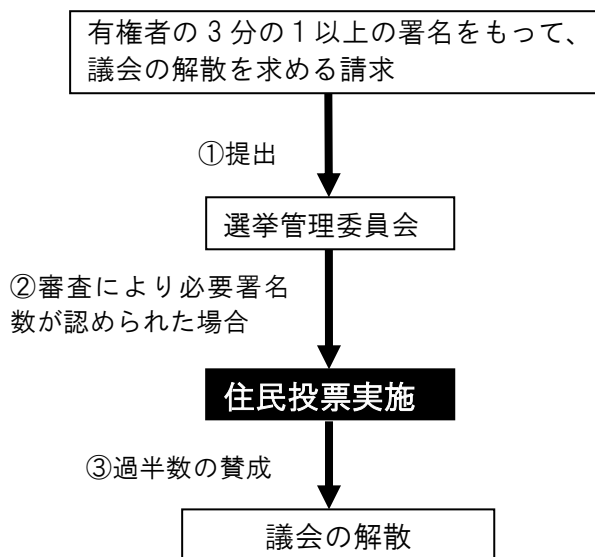 有権者の３分の１以上の署名をもって、
議会の解散を求める請求
①提出
選挙管理委員会
②審査により必要署名
数が認められた場合
住民投票実施
③過半数の賛成
議会の解散